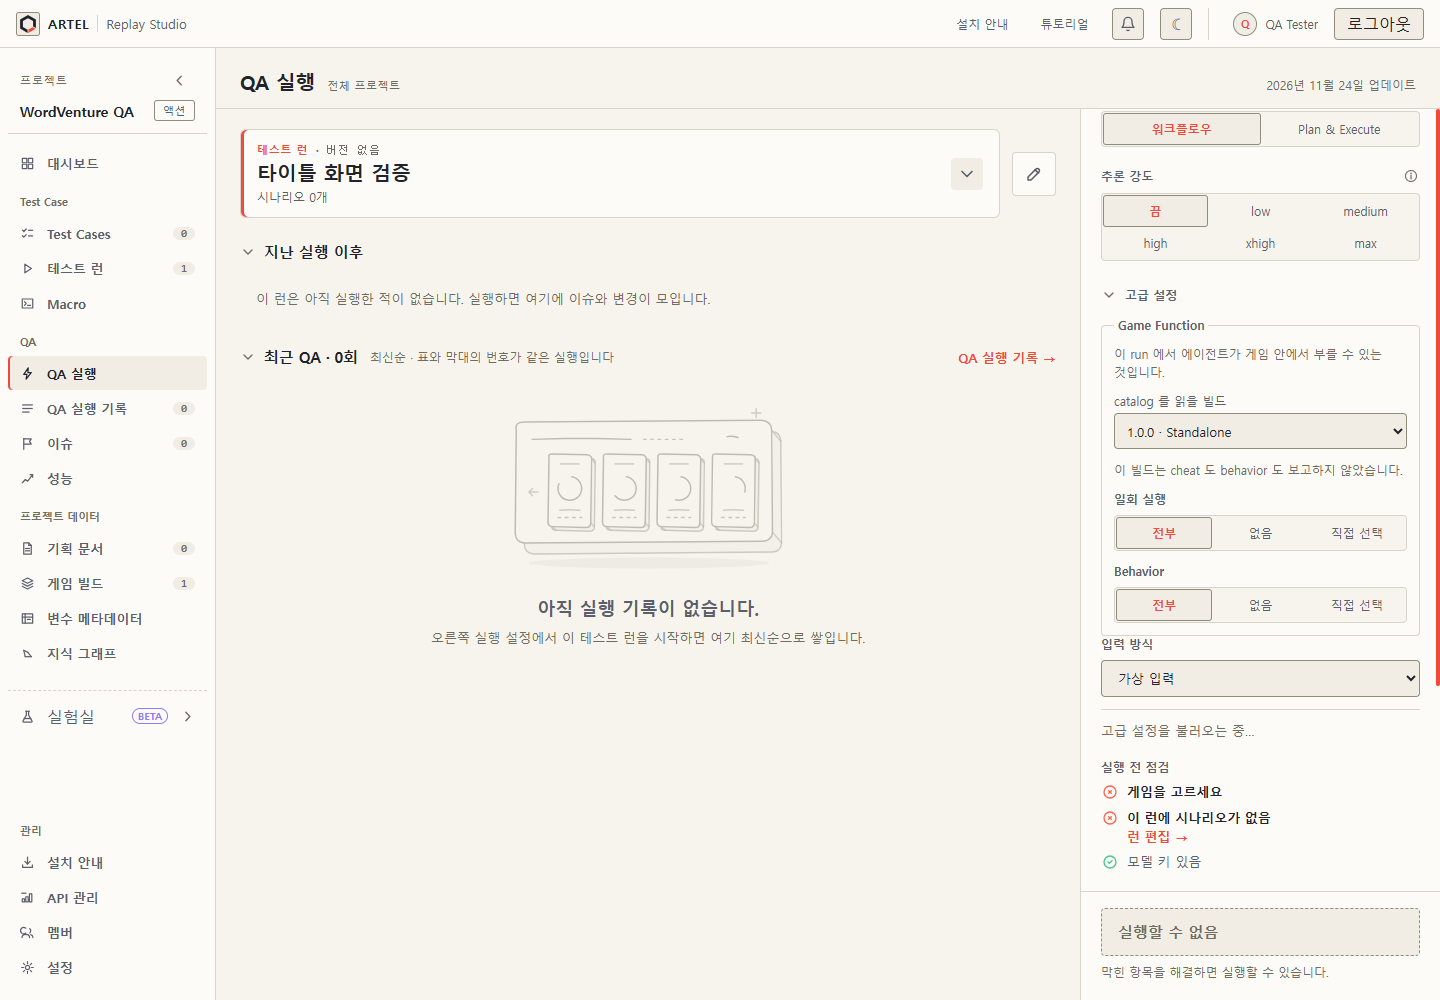 ARTEL
Replay Studio
설치 안내
튜토리얼
Q
QA Tester
로그아웃
프로젝트
WordVenture QA
액션
대시보드
Test Case
Test Cases
0
테스트 런
1
Macro
QA
QA 실행
QA 실행 기록
0
이슈
0
성능
프로젝트 데이터
기획 문서
0
게임 빌드
1
변수 메타데이터
지식 그래프
실험실
BETA
관리
설치 안내
API 관리
멤버
설정
QA 실행
전체 프로젝트
2026년 11월 24일 업데이트
테스트 런 · 버전 없음
타이틀 화면 검증
시나리오 0개
지난 실행 이후
이 런은 아직 실행한 적이 없습니다. 실행하면 여기에 이슈와 변경이 모입니다.
최근 QA · 0회
최신순 · 표와 막대의 번호가 같은 실행입니다
QA 실행 기록 →
아직 실행 기록이 없습니다.
오른쪽 실행 설정에서 이 테스트 런을 시작하면 여기 최신순으로 쌓입니다.
워크플로우
Plan & Execute
추론 강도
끔
low
medium
high
xhigh
max
고급 설정
Game Function
이 run 에서 에이전트가 게임 안에서 부를 수 있는
것입니다.
catalog 를 읽을 빌드
1.0.0 · Standalone
이 빌드는 cheat 도 behavior 도 보고하지 않았습니다.
일회 실행
전부
없음
직접 선택
Behavior
전부
없음
직접 선택
입력 방식
가상 입력
고급 설정을 불러오는 중...
실행 전 점검
게임을 고르세요
이 런에 시나리오가 없음
런 편집 →
모델 키 있음
실행할 수 없음
막힌 항목을 해결하면 실행할 수 있습니다.